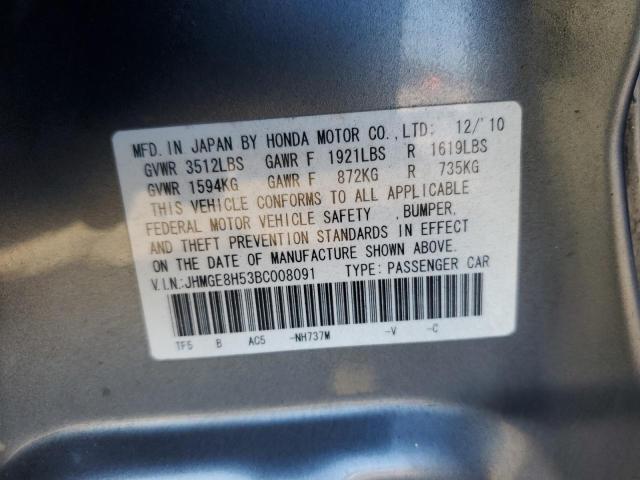 MFD. IN JAPAN BY HONDA MOTOR CO.,LTD: 12/'10
GVWR 3512LBS GAWR F 1921LBS R 1619LBS
GVWR 1594KG GAWR F 872KG R 735KG
THIS VEHICLE CONFORMS TO ALL APPLICABLE
FEDERAL MOTOR VEHICLE SAFETY ,BUMPER,
AND THEFT PREVENTION STANDARDS IN EFFECT
ON THE DATE OF MANUFACTURE SHOWN ABOVE.
V.I.N.:JHMGE8H53BC008091 TYPE: PASSENGER CAR
TF5 B AC5 -NH737M -V -C